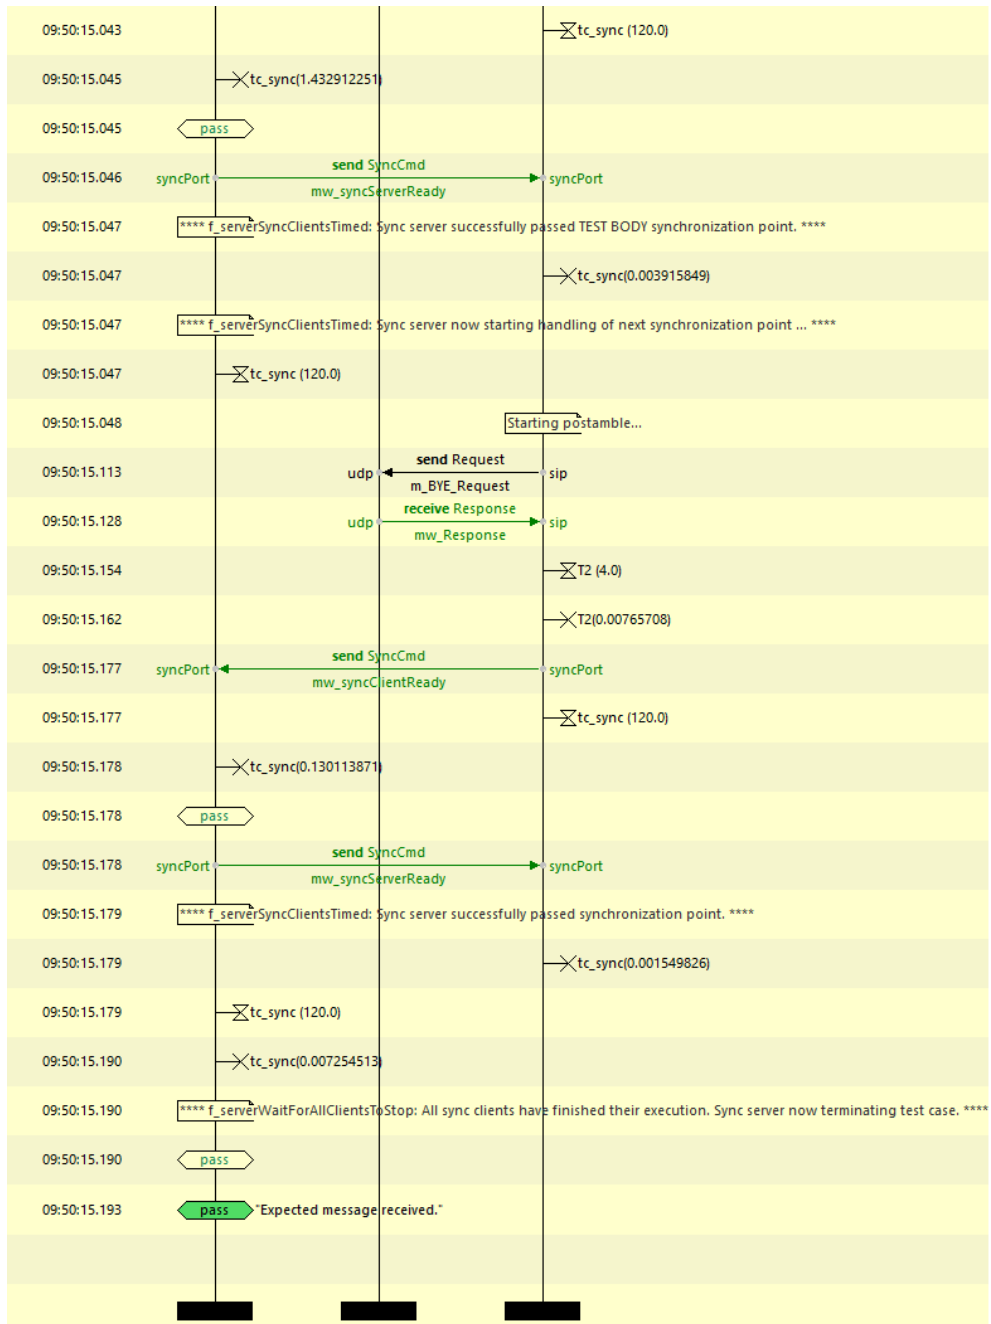 09:50:15.043 tc_sync (120.0)
09:50:15.045 tc_sync(1.432912251)
09:50:15.045 pass
send SyncCmd
09:50:15.046 syncPort syncPort
mw_syncServerReady
09:50:15.047 **** f_serverSyncClientsTimed: Sync server successfully passed TEST BODY synchronization point. ****
09:50:15.047 tc_sync(0.003915849)
09:50:15.047 **** f_serverSyncClientsTimed: Sync server now starting handling of next synchronization point ... ****
09:50:15.047 tc_sync (120.0)
09:50:15.048 Starting postamble...
send Request
09:50:15.113 udp sip
m_BYE_Request
receive Response
09:50:15.128 udp sip
mw_Response
09:50:15.154 T2 (4.0)
09:50:15.162 T2(0.00765708)
send SyncCmd
09:50:15.177 syncPort syncPort
mw_syncClientReady
09:50:15.177 tc_sync (120.0)
09:50:15.178 tc_sync(0.130113871)
09:50:15.178 pass
send SyncCmd
09:50:15.178 syncPort syncPort
mw_syncServerReady
09:50:15.179 **** f_serverSyncClientsTimed: Sync server successfully passed synchronization point. ****
09:50:15.179 tc_sync(0.001549826)
09:50:15.179 tc_sync (120.0)
09:50:15.190 tc_sync(0.007254513)
09:50:15.190 **** f_serverWaitForAllClientsToStop: All sync clients have finished their execution. Sync server now terminating test case. ****
09:50:15.190 pass
09:50:15.193 pass "Expected message received."